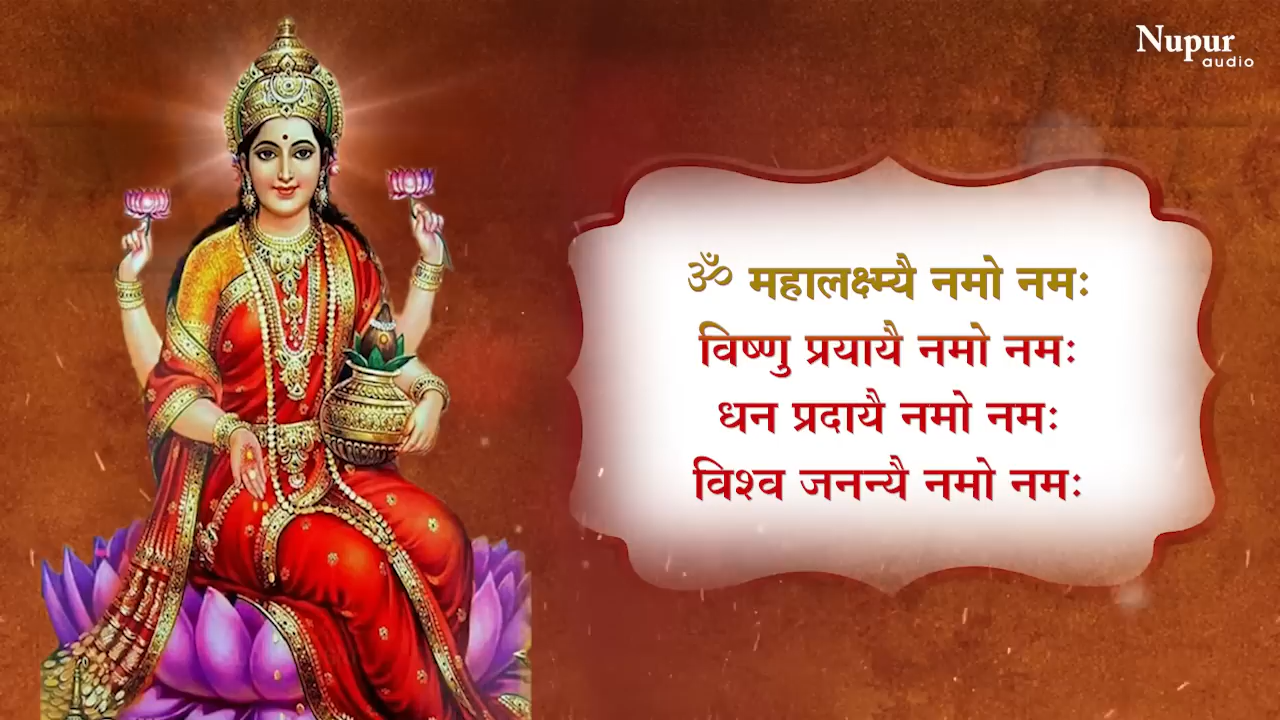 Nupur
audio
ॐ महालक्ष्म्यै नमो नमः
विष्णु प्रयायै नमो नमः
धन प्रदायै नमो नमः
विश्व जनन्यै नमो नमः